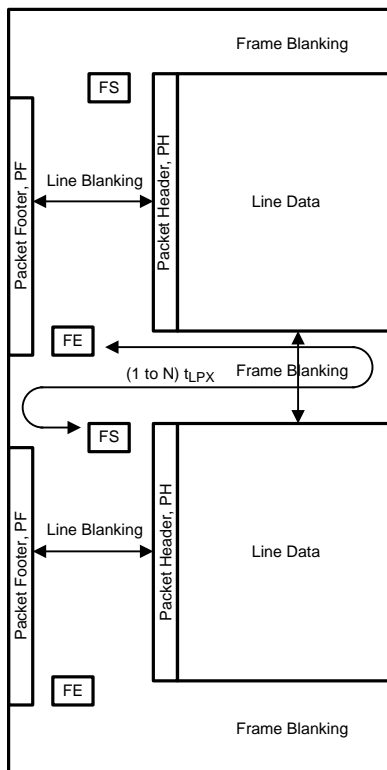 Frame Blanking
FS
Packet Footer, PF
Line Blanking
Packet Header, PH
Line Data
FE
(1 to N) tLPX
Frame Blanking
FS
Packet Footer, PF
Line Blanking
Packet Header, PH
Line Data
FE
Frame Blanking